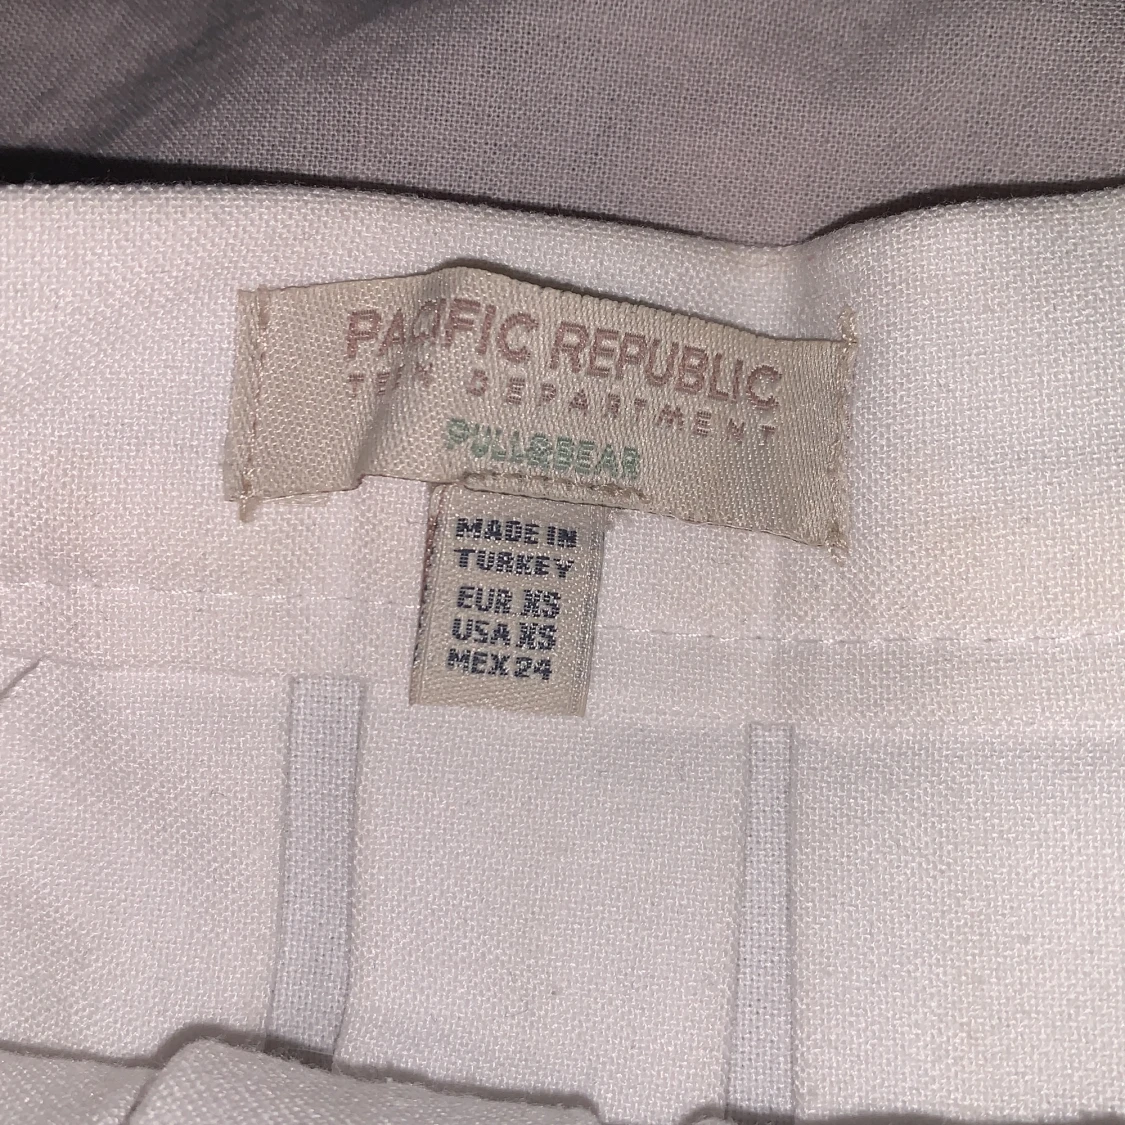 PACIFIC REPUBLIC
TEEN DEPARTMENT
PULL&BEAR
MADE IN
TURKEY
EUR XS
USA XS
MEX 24